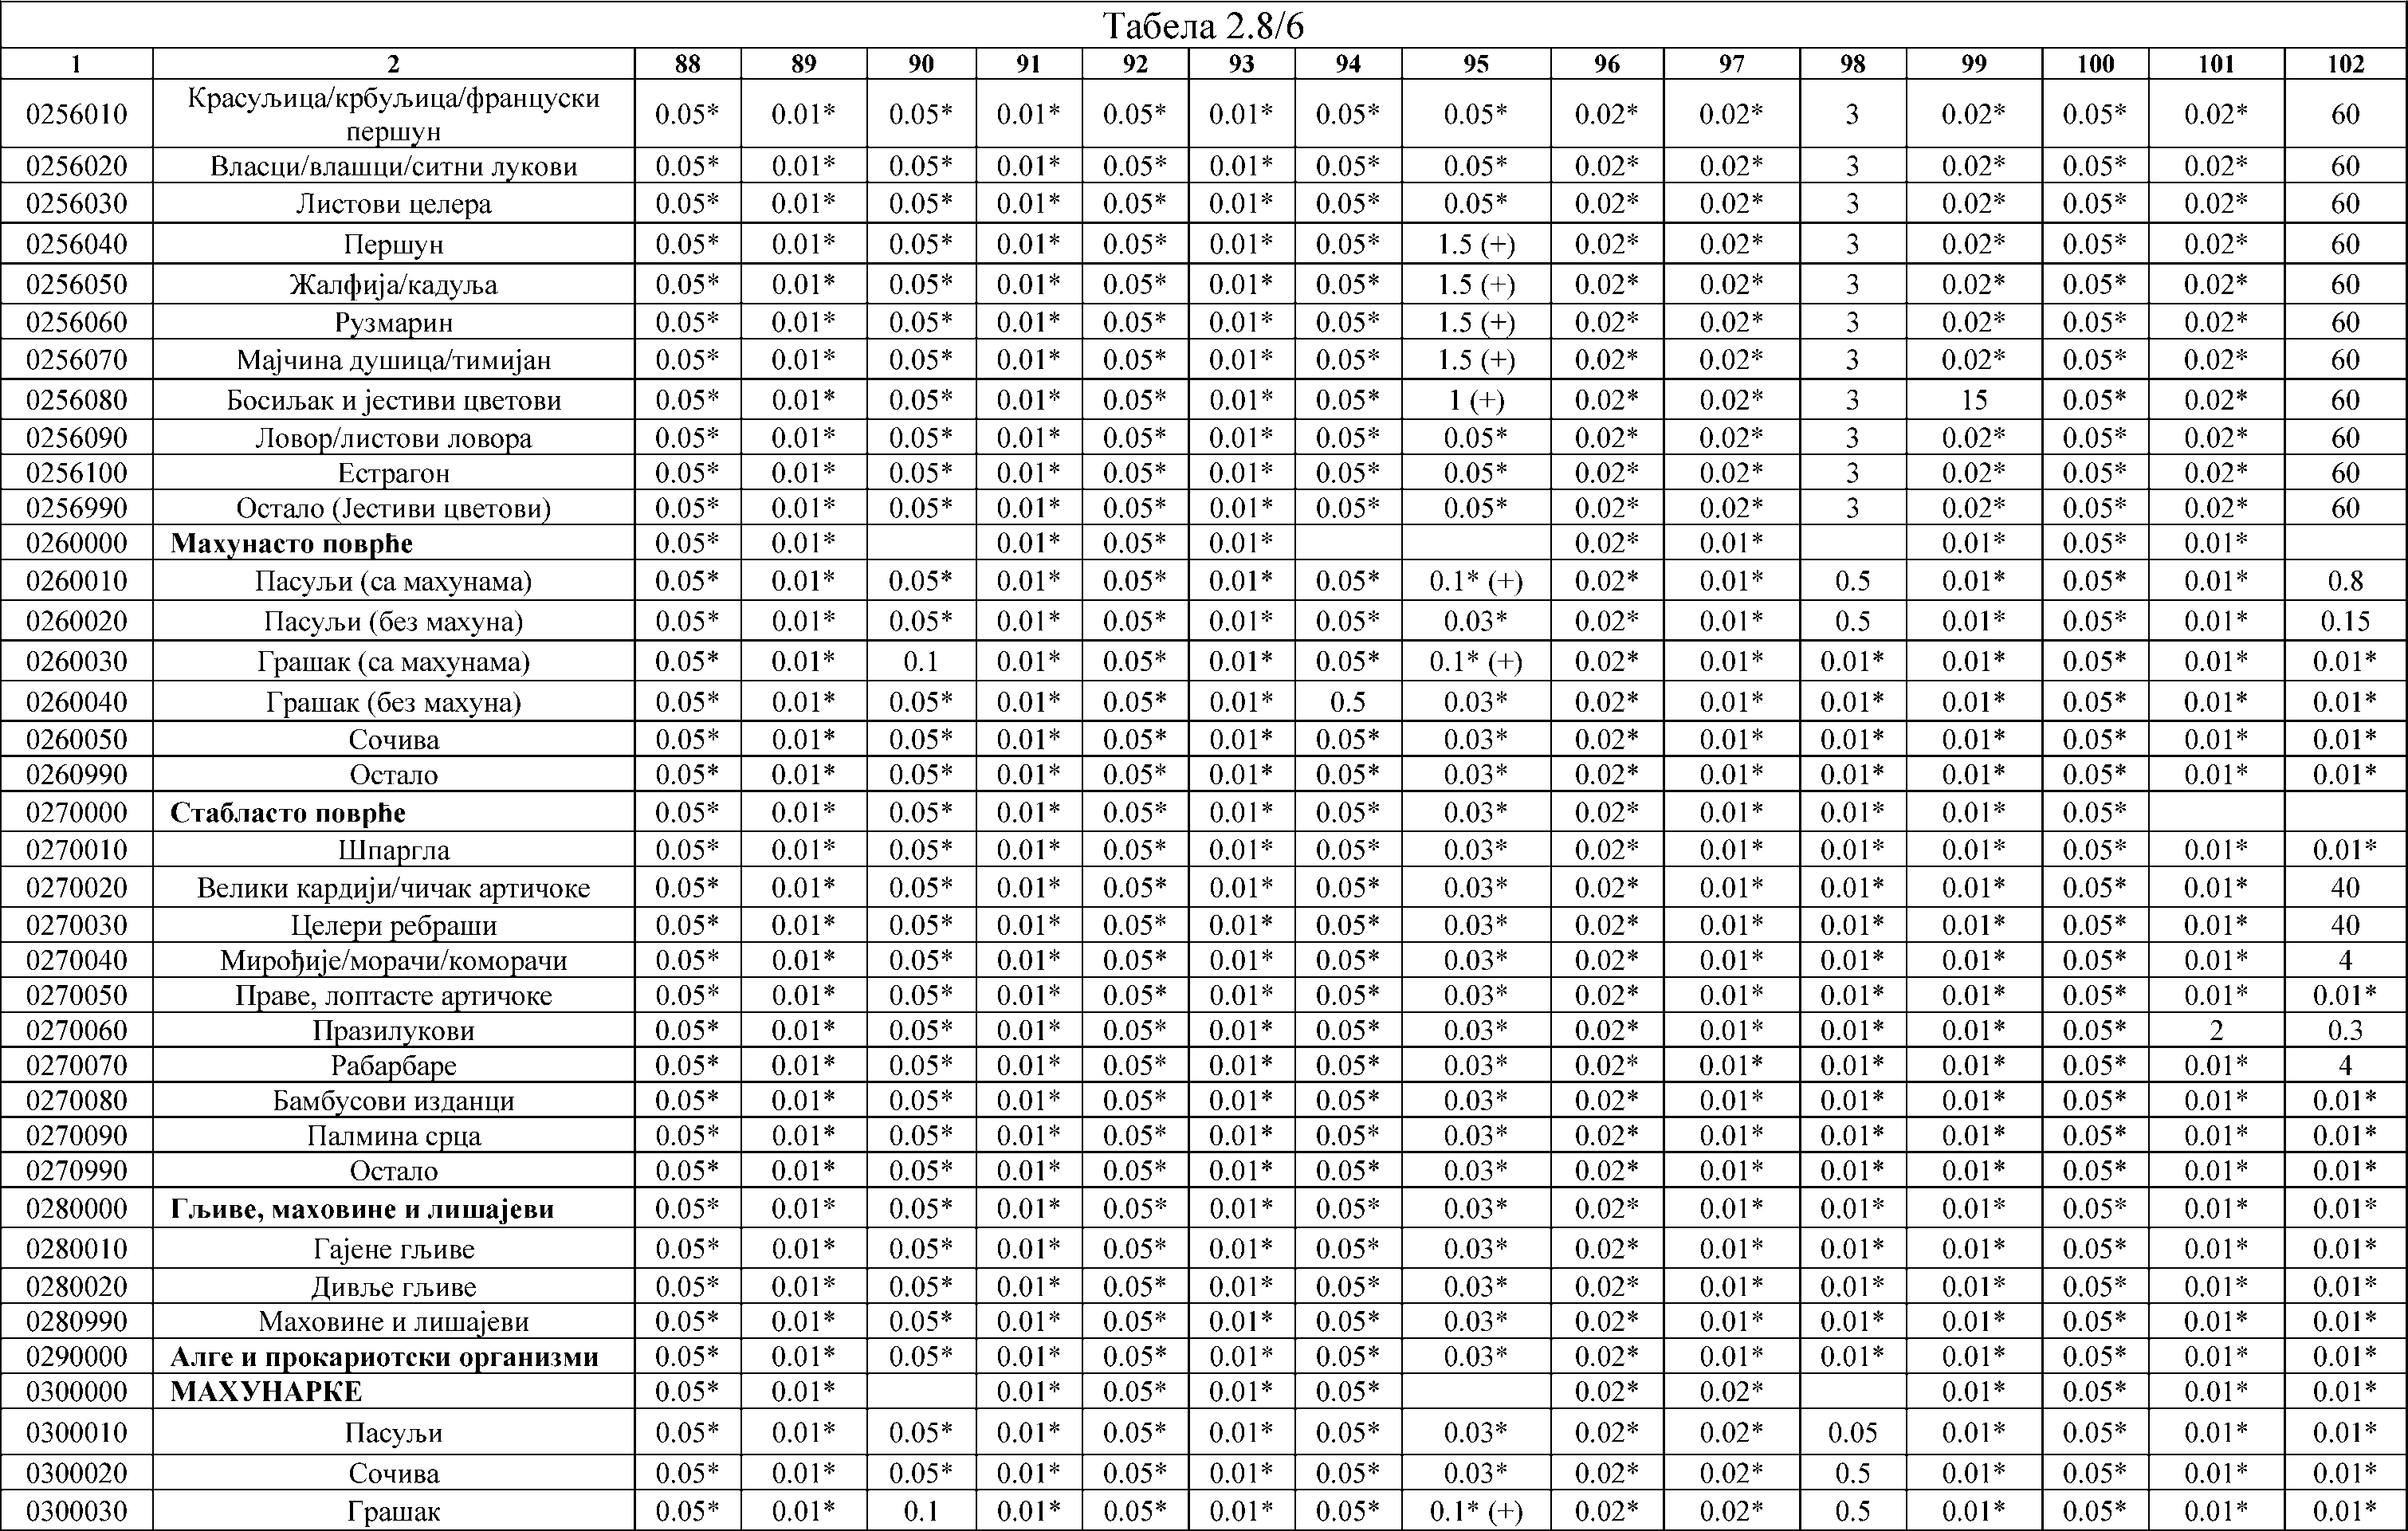 Табела 2.8/6
1 2 88 89 90 91 92 93 94 95 96 97 98 99 100 101 102
0256010 Красуљица/крбуљица/француски першун 0.05* 0.01* 0.05* 0.01* 0.05* 0.01* 0.05* 0.05* 0.02* 0.02* 3 0.02* 0.05* 0.02* 60
0256020 Власци/влашци/ситни лукови 0.05* 0.01* 0.05* 0.01* 0.05* 0.01* 0.05* 0.05* 0.02* 0.02* 3 0.02* 0.05* 0.02* 60
0256030 Листови целера 0.05* 0.01* 0.05* 0.01* 0.05* 0.01* 0.05* 0.05* 0.02* 0.02* 3 0.02* 0.05* 0.02* 60
0256040 Першун 0.05* 0.01* 0.05* 0.01* 0.05* 0.01* 0.05* 1.5 (+) 0.02* 0.02* 3 0.02* 0.05* 0.02* 60
0256050 Жалфија/кадуља 0.05* 0.01* 0.05* 0.01* 0.05* 0.01* 0.05* 1.5 (+) 0.02* 0.02* 3 0.02* 0.05* 0.02* 60
0256060 Рузмарин 0.05* 0.01* 0.05* 0.01* 0.05* 0.01* 0.05* 1.5 (+) 0.02* 0.02* 3 0.02* 0.05* 0.02* 60
0256070 Мајчина душица/тимијан 0.05* 0.01* 0.05* 0.01* 0.05* 0.01* 0.05* 1.5 (+) 0.02* 0.02* 3 0.02* 0.05* 0.02* 60
0256080 Босиљак и јестиви цветови 0.05* 0.01* 0.05* 0.01* 0.05* 0.01* 0.05* 1 (+) 0.02* 0.02* 3 15 0.05* 0.02* 60
0256090 Ловор/листови ловора 0.05* 0.01* 0.05* 0.01* 0.05* 0.01* 0.05* 0.05* 0.02* 0.02* 3 0.02* 0.05* 0.02* 60
0256100 Естрагон 0.05* 0.01* 0.05* 0.01* 0.05* 0.01* 0.05* 0.05* 0.02* 0.02* 3 0.02* 0.05* 0.02* 60
0256990 Остало (Јестиви цветови) 0.05* 0.01* 0.05* 0.01* 0.05* 0.01* 0.05* 0.05* 0.02* 0.02* 3 0.02* 0.05* 0.02* 60
0260000 Махунасто поврће 0.05* 0.01* 0.01* 0.05* 0.01* 0.02* 0.01* 0.01* 0.05* 0.01*
0260010 Пасуљи (са махунама) 0.05* 0.01* 0.05* 0.01* 0.05* 0.01* 0.05* 0.1* (+) 0.02* 0.01* 0.5 0.01* 0.05* 0.01* 0.8
0260020 Пасуљи (без махуна) 0.05* 0.01* 0.05* 0.01* 0.05* 0.01* 0.05* 0.03* 0.02* 0.01* 0.5 0.01* 0.05* 0.01* 0.15
0260030 Грашак (са махунама) 0.05* 0.01* 0.1 0.01* 0.05* 0.01* 0.05* 0.1* (+) 0.02* 0.01* 0.01* 0.01* 0.05* 0.01* 0.01*
0260040 Грашак (без махуна) 0.05* 0.01* 0.05* 0.01* 0.05* 0.01* 0.5 0.03* 0.02* 0.01* 0.01* 0.01* 0.05* 0.01* 0.01*
0260050 Сочива 0.05* 0.01* 0.05* 0.01* 0.05* 0.01* 0.05* 0.03* 0.02* 0.01* 0.01* 0.01* 0.05* 0.01* 0.01*
0260990 Остало 0.05* 0.01* 0.05* 0.01* 0.05* 0.01* 0.05* 0.03* 0.02* 0.01* 0.01* 0.01* 0.05* 0.01* 0.01*
0270000 Стабласто поврће 0.05* 0.01* 0.05* 0.01* 0.05* 0.01* 0.05* 0.03* 0.02* 0.01* 0.01* 0.01* 0.05*
0270010 Шпаргла 0.05* 0.01* 0.05* 0.01* 0.05* 0.01* 0.05* 0.03* 0.02* 0.01* 0.01* 0.01* 0.05* 0.01* 0.01*
0270020 Велики кардији/чичак артичоке 0.05* 0.01* 0.05* 0.01* 0.05* 0.01* 0.05* 0.03* 0.02* 0.01* 0.01* 0.01* 0.05* 0.01* 40
0270030 Целери ребраши 0.05* 0.01* 0.05* 0.01* 0.05* 0.01* 0.05* 0.03* 0.02* 0.01* 0.01* 0.01* 0.05* 0.01* 40
0270040 Мирођије/морачи/коморачи 0.05* 0.01* 0.05* 0.01* 0.05* 0.01* 0.05* 0.03* 0.02* 0.01* 0.01* 0.01* 0.05* 0.01* 4
0270050 Праве, лоптасте артичоке 0.05* 0.01* 0.05* 0.01* 0.05* 0.01* 0.05* 0.03* 0.02* 0.01* 0.01* 0.01* 0.05* 0.01* 0.01*
0270060 Празилукови 0.05* 0.01* 0.05* 0.01* 0.05* 0.01* 0.05* 0.03* 0.02* 0.01* 0.01* 0.01* 0.05* 2 0.3
0270070 Рабарбаре 0.05* 0.01* 0.05* 0.01* 0.05* 0.01* 0.05* 0.03* 0.02* 0.01* 0.01* 0.01* 0.05* 0.01* 4
0270080 Бамбусови изданци 0.05* 0.01* 0.05* 0.01* 0.05* 0.01* 0.05* 0.03* 0.02* 0.01* 0.01* 0.01* 0.05* 0.01* 0.01*
0270090 Палмина срца 0.05* 0.01* 0.05* 0.01* 0.05* 0.01* 0.05* 0.03* 0.02* 0.01* 0.01* 0.01* 0.05* 0.01* 0.01*
0270990 Остало 0.05* 0.01* 0.05* 0.01* 0.05* 0.01* 0.05* 0.03* 0.02* 0.01* 0.01* 0.01* 0.05* 0.01* 0.01*
0280000 Гљиве, маховине и лишајеви 0.05* 0.01* 0.05* 0.01* 0.05* 0.01* 0.05* 0.03* 0.02* 0.01* 0.01* 0.01* 0.05* 0.01* 0.01*
0280010 Гајене гљиве 0.05* 0.01* 0.05* 0.01* 0.05* 0.01* 0.05* 0.03* 0.02* 0.01* 0.01* 0.01* 0.05* 0.01* 0.01*
0280020 Дивље гљиве 0.05* 0.01* 0.05* 0.01* 0.05* 0.01* 0.05* 0.03* 0.02* 0.01* 0.01* 0.01* 0.05* 0.01* 0.01*
0280990 Маховине и лишајеви 0.05* 0.01* 0.05* 0.01* 0.05* 0.01* 0.05* 0.03* 0.02* 0.01* 0.01* 0.01* 0.05* 0.01* 0.01*
0290000 Алге и прокариотски организми 0.05* 0.01* 0.05* 0.01* 0.05* 0.01* 0.05* 0.03* 0.02* 0.01* 0.01* 0.01* 0.05* 0.01* 0.01*
0300000 МАХУНАРКЕ 0.05* 0.01* 0.01* 0.05* 0.01* 0.05* 0.02* 0.02* 0.01* 0.05* 0.01* 0.01*
0300010 Пасуљи 0.05* 0.01* 0.05* 0.01* 0.05* 0.01* 0.05* 0.03* 0.02* 0.02* 0.05 0.01* 0.05* 0.01* 0.01*
0300020 Сочива 0.05* 0.01* 0.05* 0.01* 0.05* 0.01* 0.05* 0.03* 0.02* 0.02* 0.5 0.01* 0.05* 0.01* 0.01*
0300030 Грашак 0.05* 0.01* 0.1 0.01* 0.05* 0.01* 0.05* 0.1* (+) 0.02* 0.02* 0.5 0.01* 0.05* 0.01* 0.01*